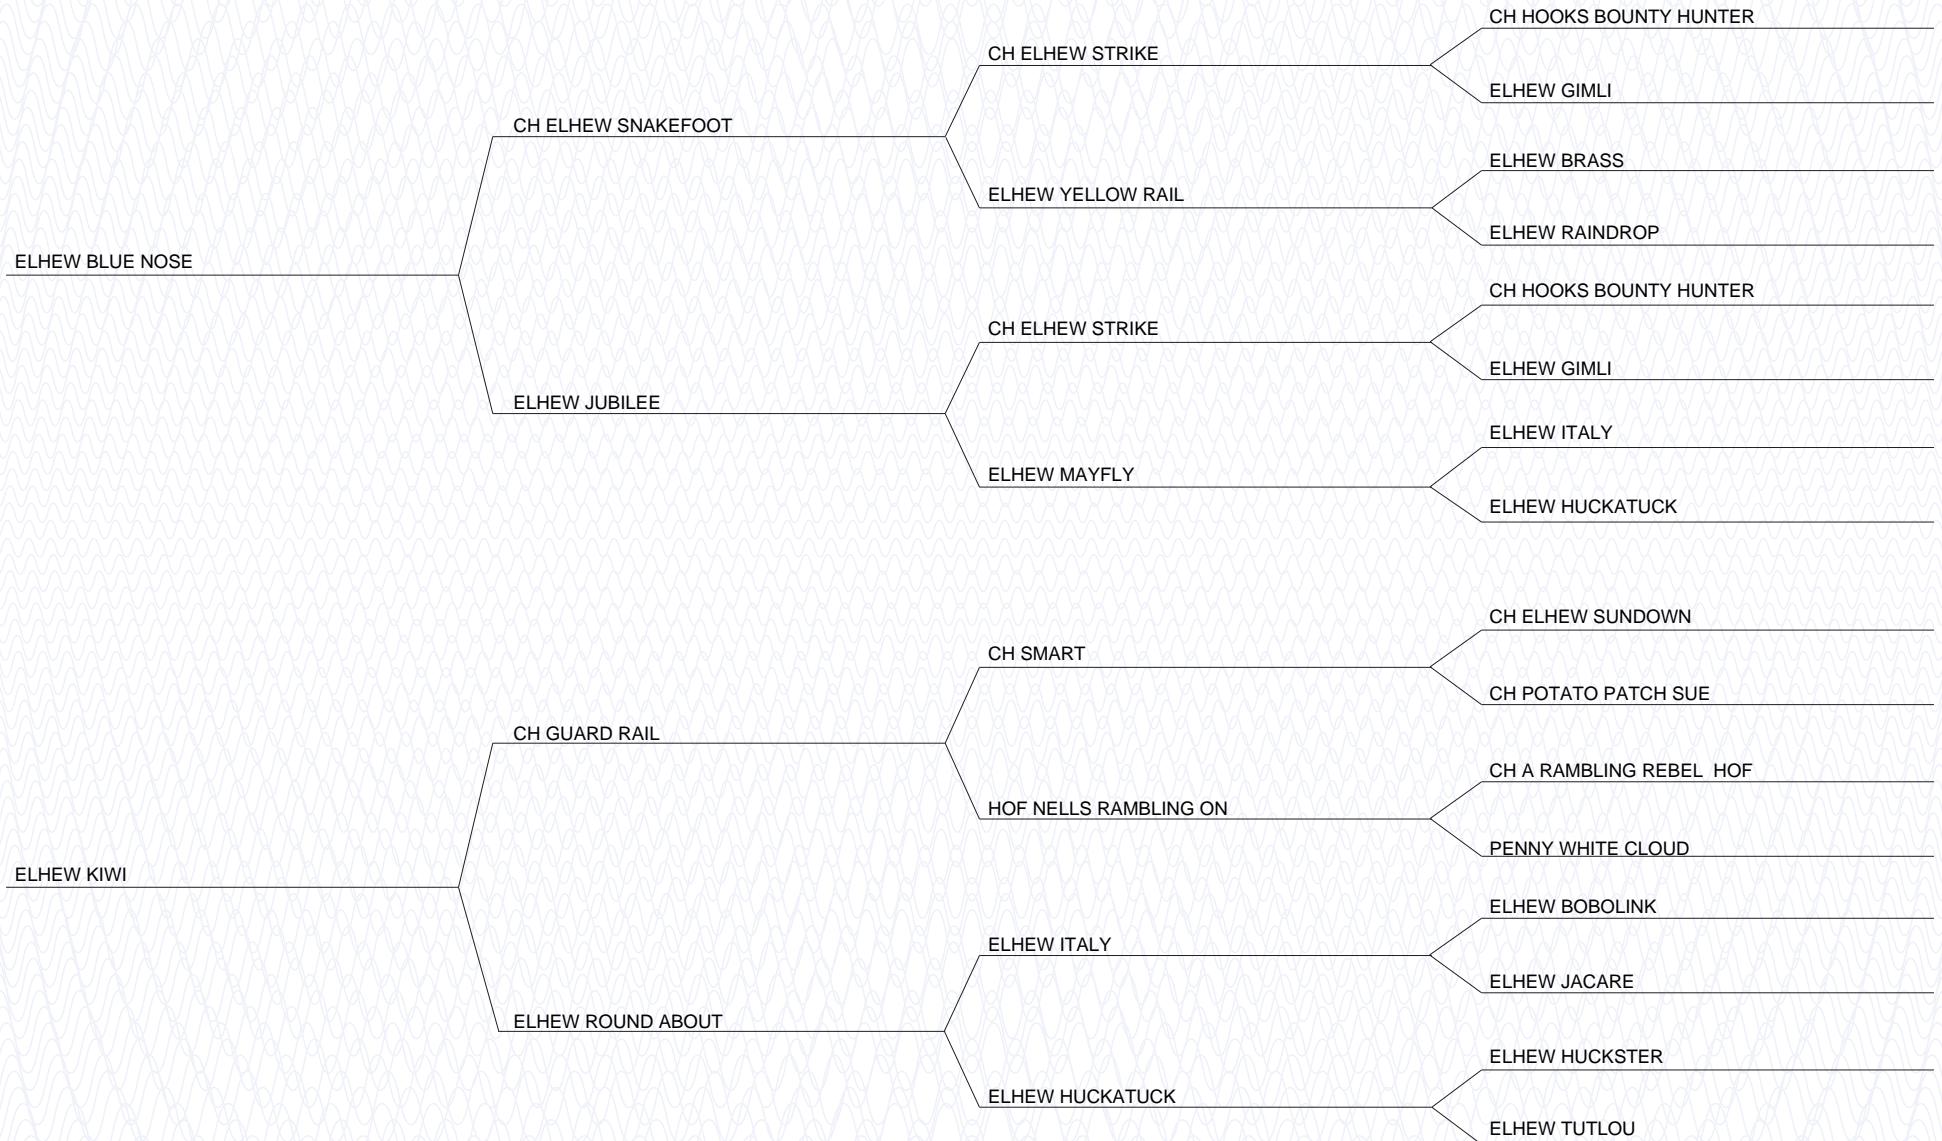 CH HOOKS BOUNTY HUNTER
CH ELHEW STRIKE
ELHEW GIMLI
CH ELHEW SNAKEFOOT
ELHEW BRASS
ELHEW YELLOW RAIL
ELHEW RAINDROP
ELHEW BLUE NOSE
CH HOOKS BOUNTY HUNTER
CH ELHEW STRIKE
ELHEW GIMLI
ELHEW JUBILEE
ELHEW ITALY
ELHEW MAYFLY
ELHEW HUCKATUCK
CH ELHEW SUNDOWN
CH SMART
CH POTATO PATCH SUE
CH GUARD RAIL
CH A RAMBLING REBEL  HOF
HOF NELLS RAMBLING ON
PENNY WHITE CLOUD
ELHEW KIWI
ELHEW BOBOLINK
ELHEW ITALY
ELHEW JACARE
ELHEW ROUND ABOUT
ELHEW HUCKSTER
ELHEW HUCKATUCK
ELHEW TUTLOU